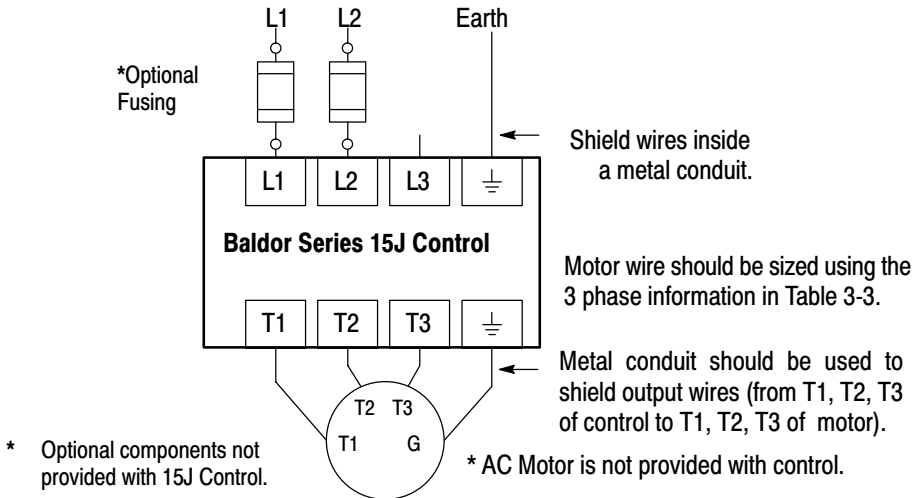 L1 L2 Earth
*Optional
Fusing
Shield wires inside
a metal conduit.
L1 L2 L3
Baldor Series 15J Control
Motor wire should be sized using the
3 phase information in Table 3-3.
T1 T2 T3
Metal conduit should be used to
shield output wires (from T1, T2, T3
of control to T1, T2, T3 of motor).
T2 T3
T1 G
* Optional components not
provided with 15J Control.
* AC Motor is not provided with control.